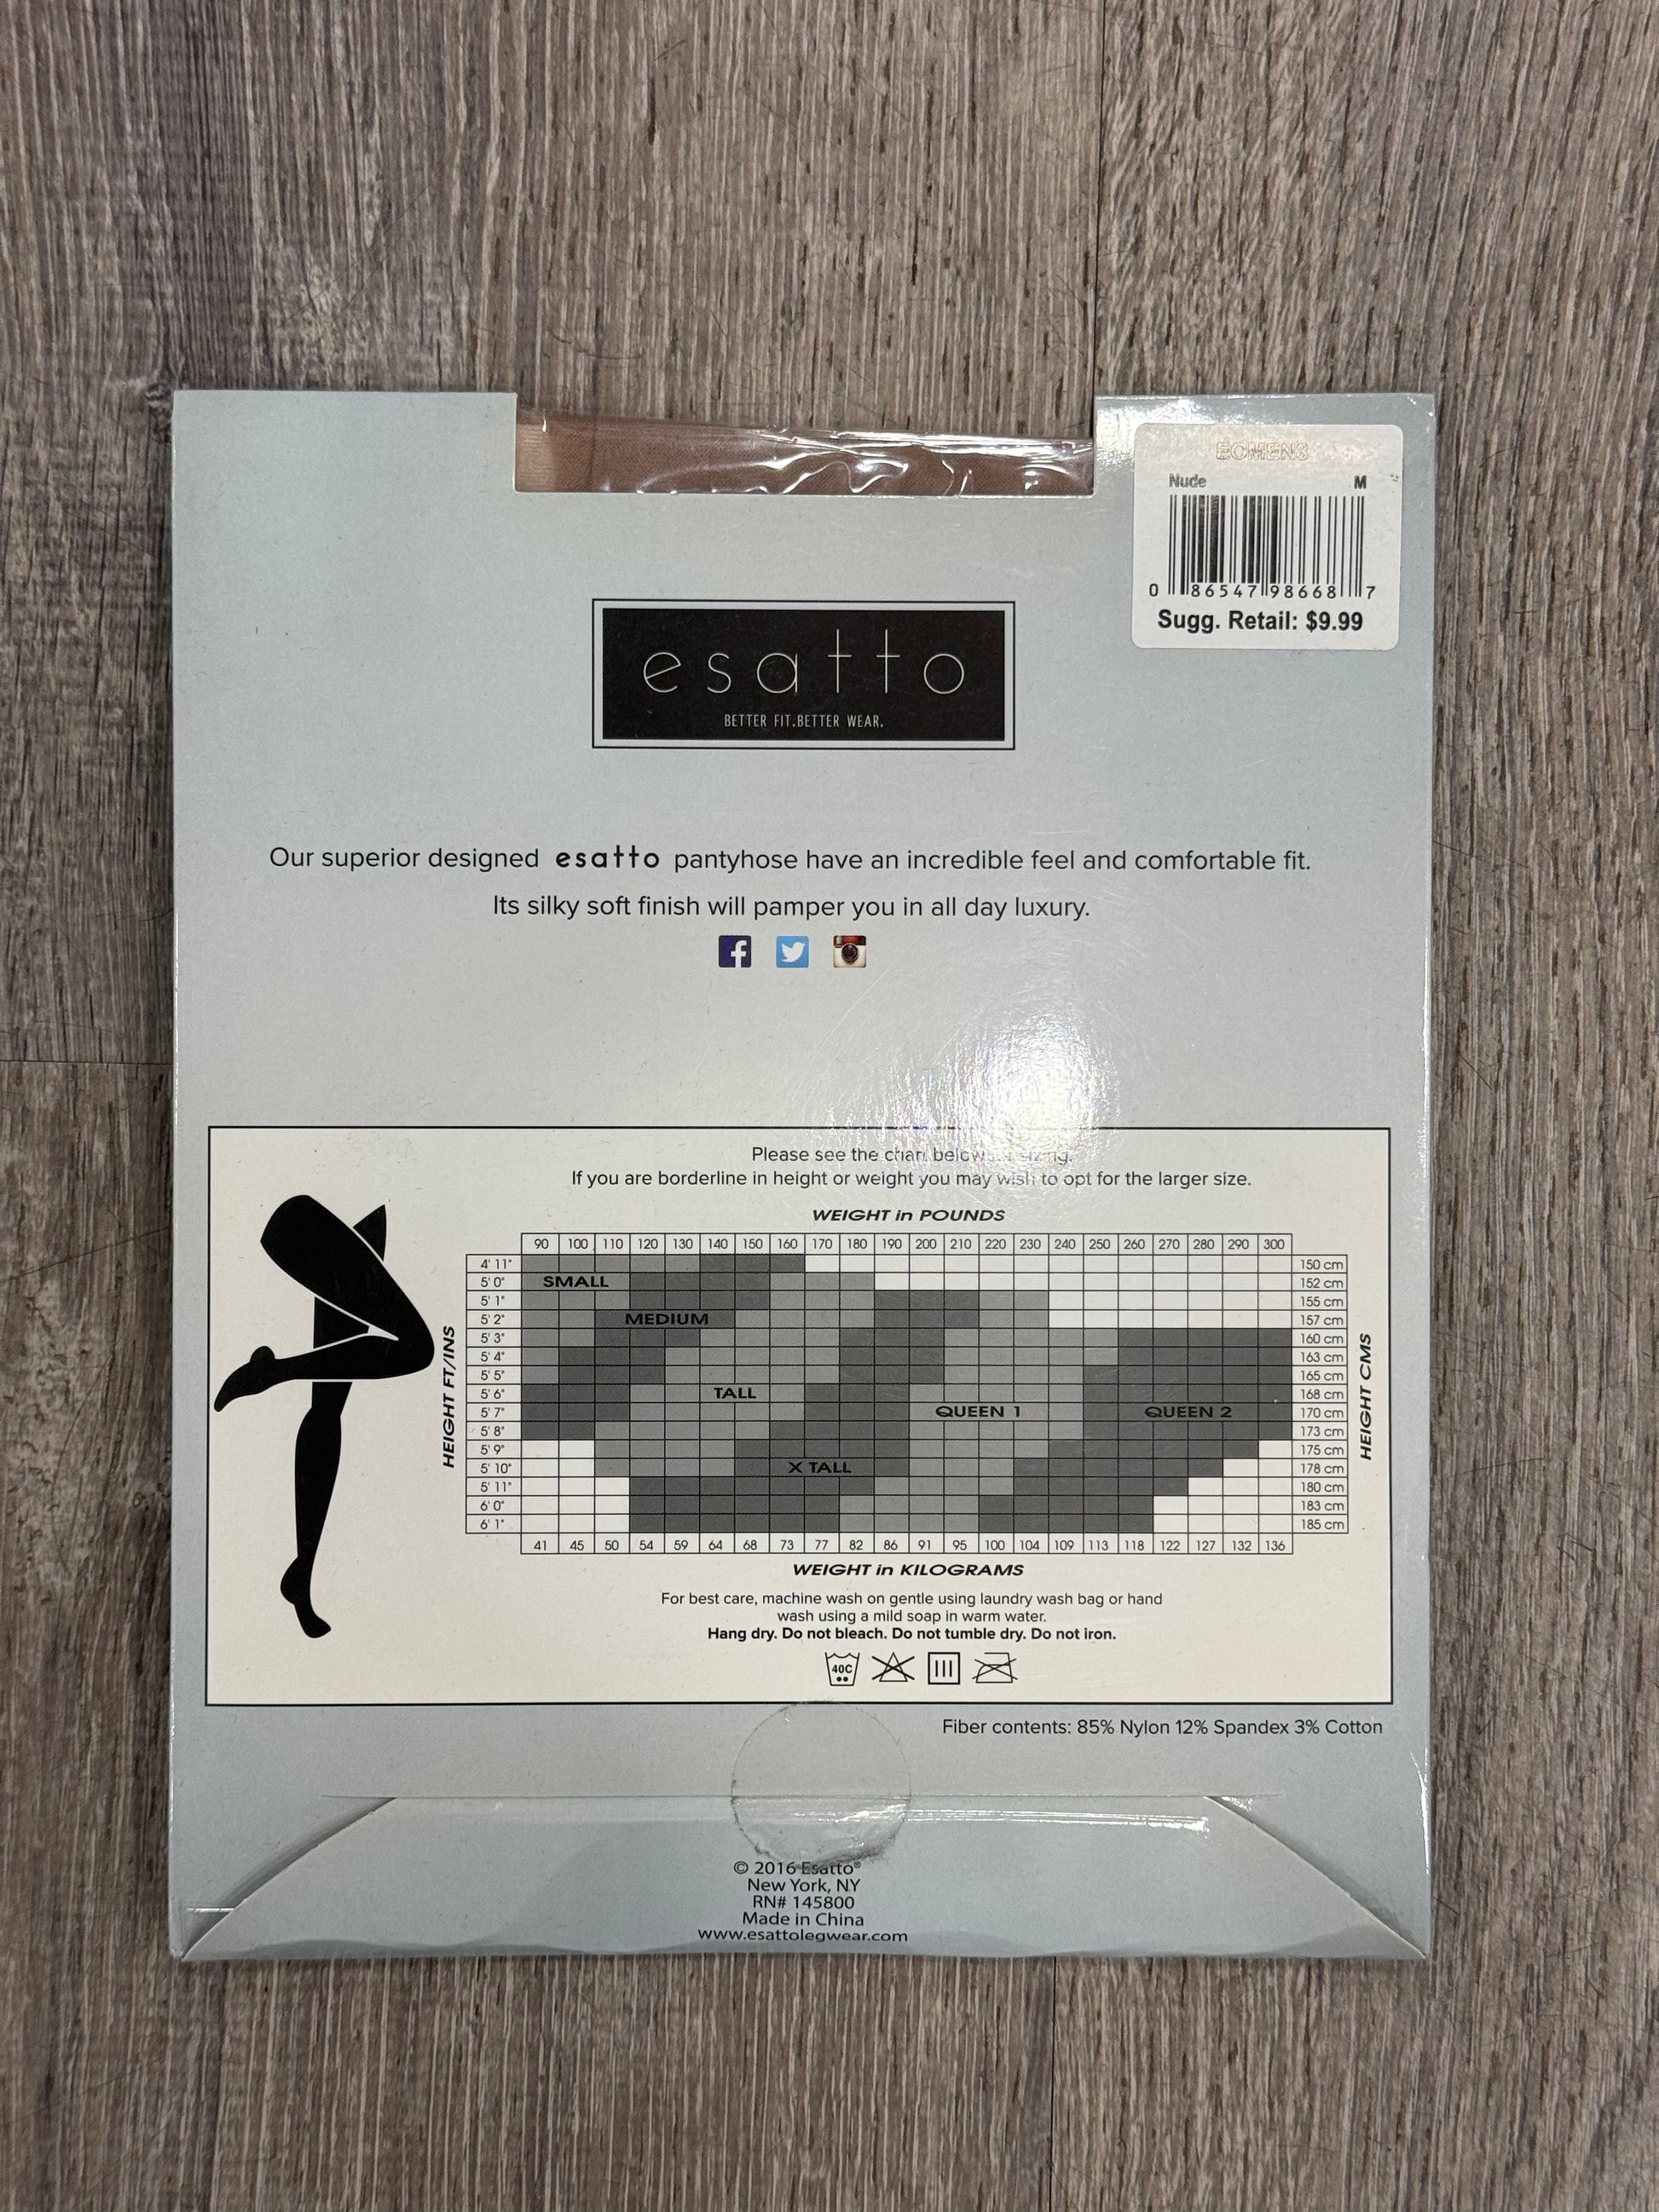 Nude M
0 86547 98668 7
Sugg. Retail: $9.99
esatto
BETTER FIT.BETTER WEAR.
Our superior designed esatto pantyhose have an incredible feel and comfortable fit.
Its silky soft finish will pamper you in all day luxury.
Please see the chart below
If you are borderline in height or weight you may wish to opt for the larger size.
WEIGHT in POUNDS
90 100 110 120 130 140 150 160 170 180 190 200 210 220 230 240 250 260 270 280 290 300
HEIGHT FT/INS
HEIGHT CMS
4' 11" 150 cm
5' 0" SMALL 152 cm
5' 1" 155 cm
5' 2" MEDIUM 157 cm
5' 3" 160 cm
5' 4" 163 cm
5' 5" 165 cm
5' 6" TALL 168 cm
5' 7" QUEEN 1 QUEEN 2 170 cm
5' 8" 173 cm
5' 9" 175 cm
5' 10" X TALL 178 cm
5' 11" 180 cm
6' 0" 183 cm
6' 1" 185 cm
41 45 50 54 59 64 68 73 77 82 86 91 95 100 104 109 113 118 122 127 132 136
WEIGHT in KILOGRAMS
For best care, machine wash on gentle using laundry wash bag or hand
wash using a mild soap in warm water.
Hang dry. Do not bleach. Do not tumble dry. Do not iron.
40C
Fiber contents: 85% Nylon 12% Spandex 3% Cotton
© 2016 Esatto®
New York, NY
RN# 145800
Made in China
www.esattolegwear.com